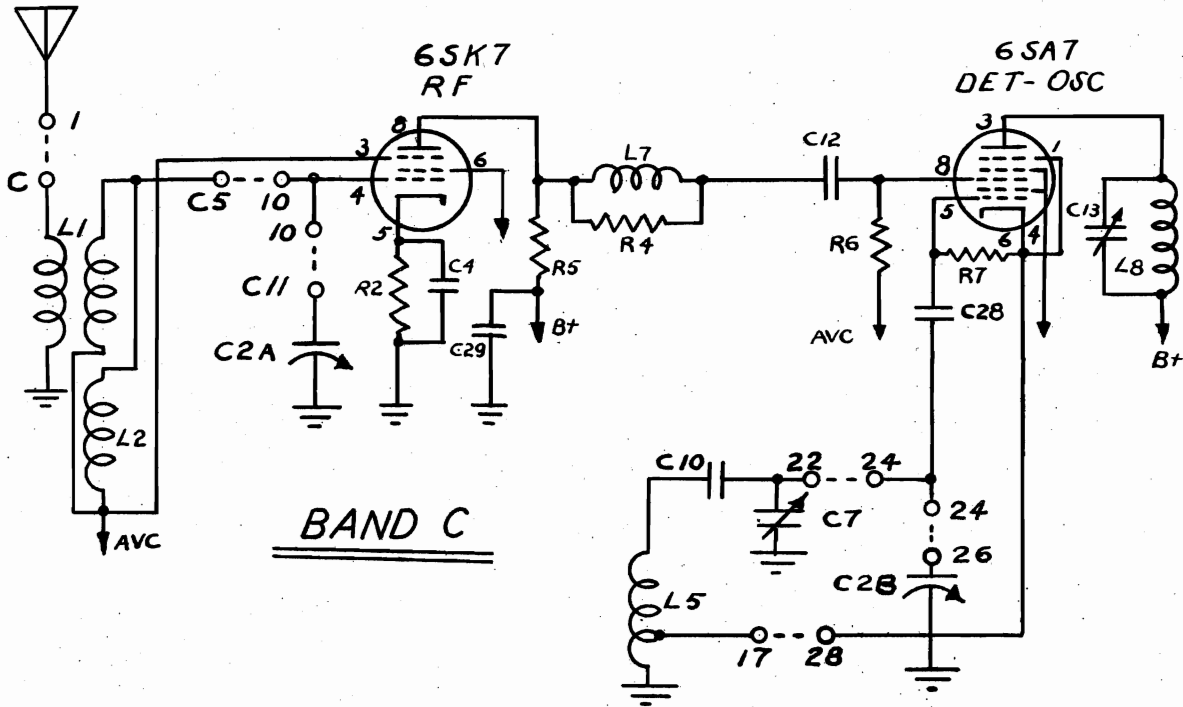 6SK7
RF
6SA7
DET-OSC
1
C
L1
C5
10
10
C11
C2A
L2
AVC
3
8
4
6
5
R2
C4
C29
R5
B+
L7
R4
C12
R6
AVC
3
8
1
5
6
4
R7
C28
C13
L8
B+
C10
22
24
C7
24
26
C2B
L5
17
28
BAND C